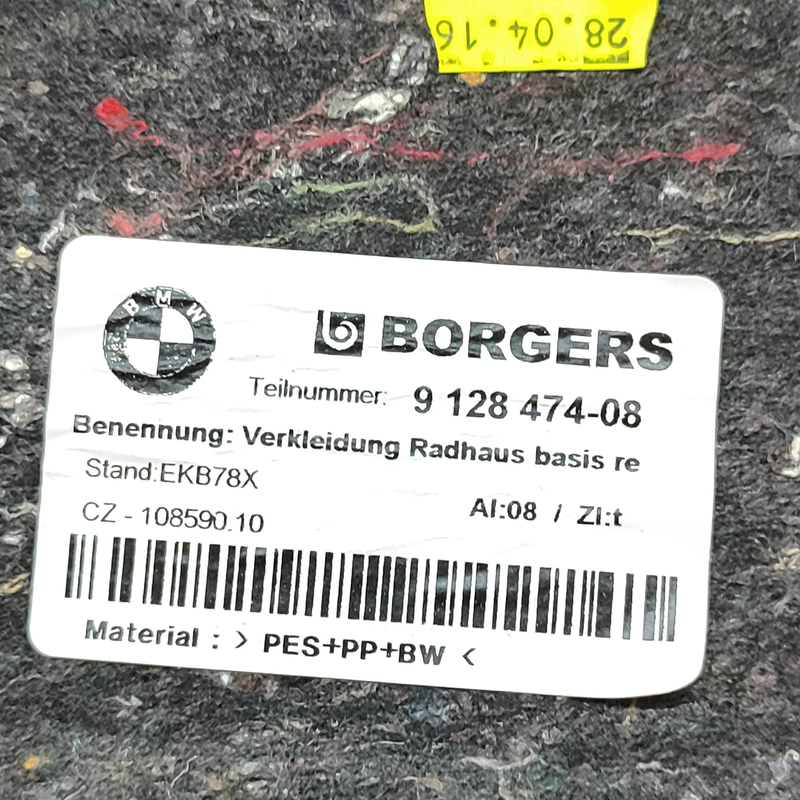 28.04.16
BMW
BORGERS
Teilnummer: 9 128 474-08
Benennung: Verkleidung Radhaus basis re
Stand:EKB78X
AI:08 / ZI:t
CZ - 108590.10
Material : > PES+PP+BW <